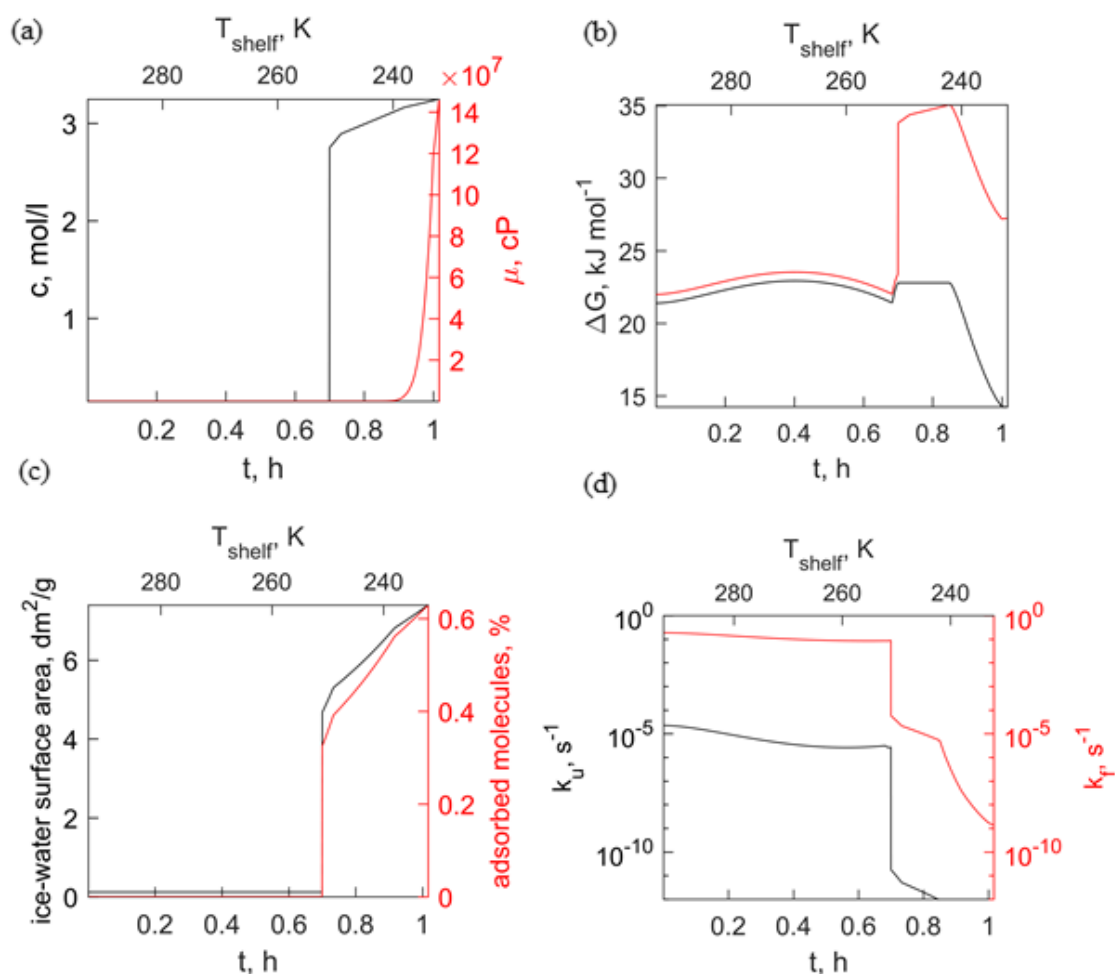 (a)
T_shelf, K
280 260 240
×10^7
c, mol/l
3
2
1
14
12
10
8
6
4
2
μ, cP
0.2 0.4 0.6 0.8 1
t, h
(b)
T_shelf, K
280 260 240
ΔG, kJ mol^-1
35
30
25
20
15
0.2 0.4 0.6 0.8 1
t, h
(c)
T_shelf, K
280 260 240
ice-water surface area, dm^2/g
6
4
2
0
0.6
0.4
0.2
0
adsorbed molecules, %
0.2 0.4 0.6 0.8 1
t, h
(d)
T_shelf, K
280 260 240
k_u, s^-1
10^0
10^-5
10^-10
10^0
10^-5
10^-10
k_f, s^-1
0.2 0.4 0.6 0.8 1
t, h